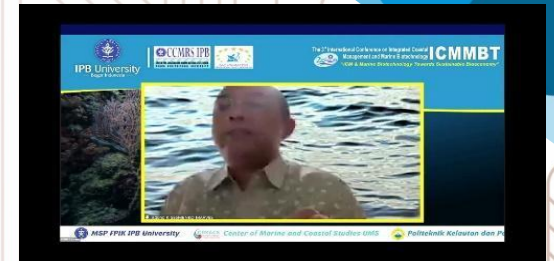 IPB University
Bogor Indonesia
CCMRS IPB
The 3rd International Conference on Integrated Coastal
Management and Marine Biotechnology
ICMMBT
"ICM & Marine Biotechnology Towards Sustainable Bioeconomy"
MSP FPIK IPB University
Center of Marine and Coastal Studies UMS
Politeknik Kelautan dan